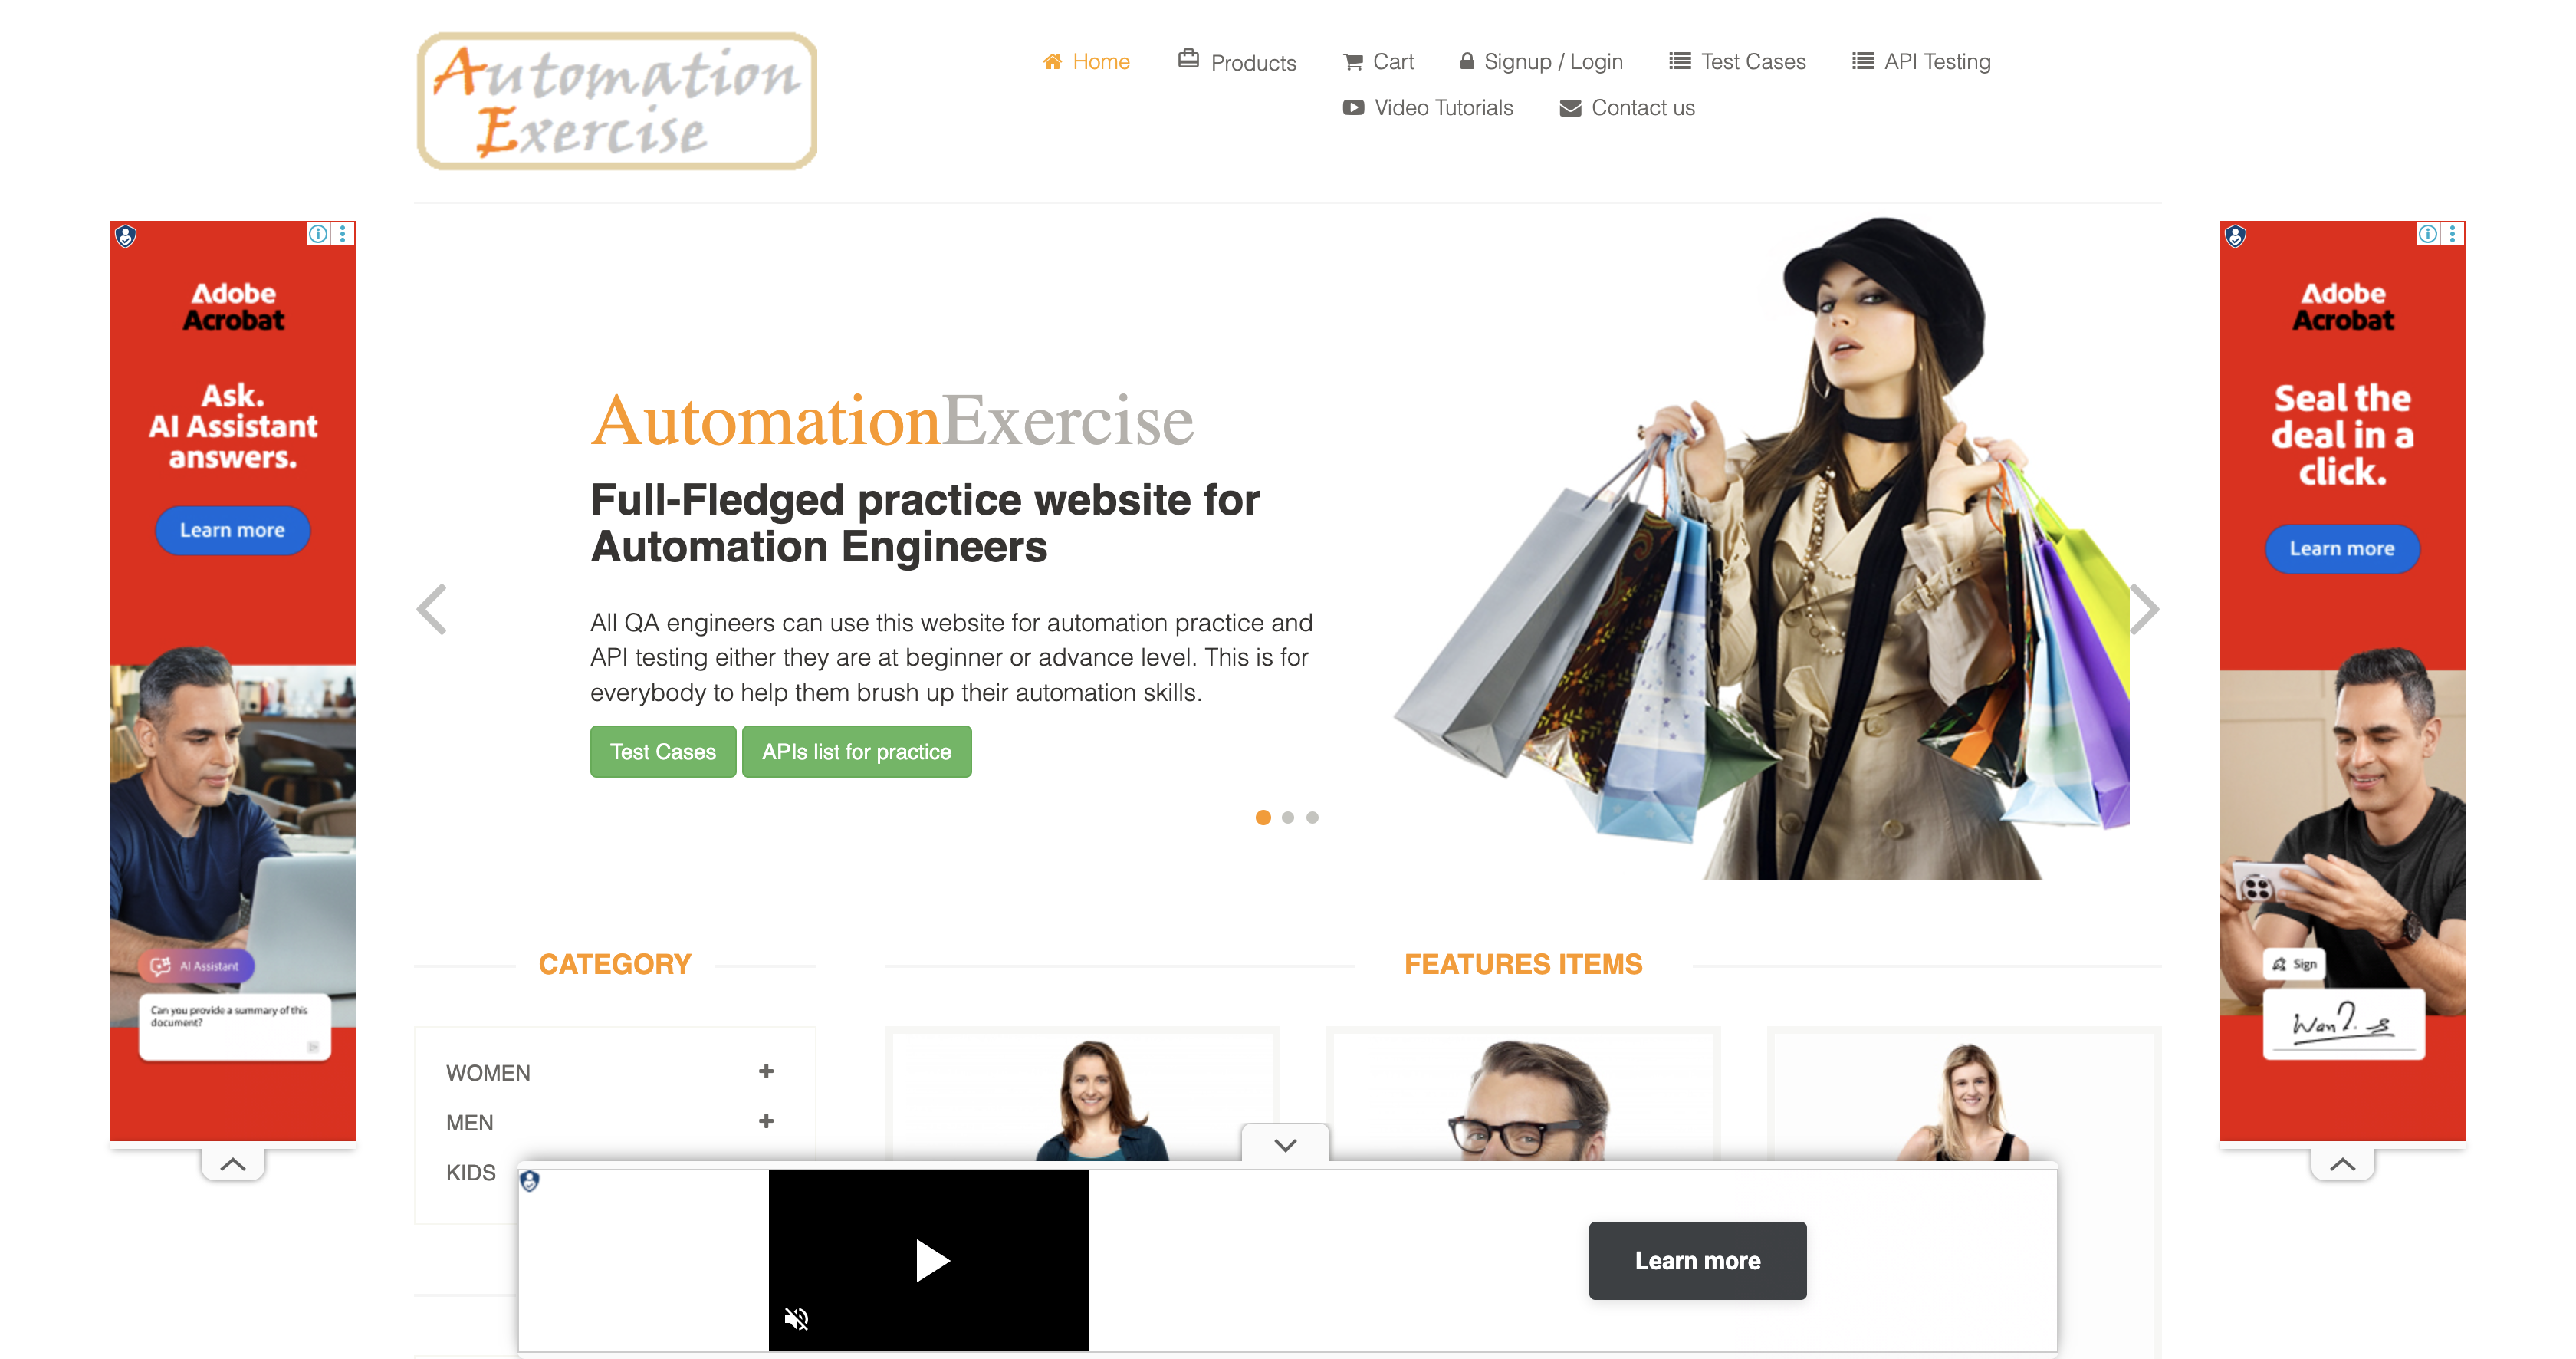 Automation
Exercise
Home
Products
Cart
Signup / Login
Test Cases
API Testing
Video Tutorials
Contact us
Adobe
Acrobat
Ask.
AI Assistant
answers.
Learn more
AI Assistant
Can you provide a summary of this
document?
AutomationExercise
Full-Fledged practice website for
Automation Engineers
All QA engineers can use this website for automation practice and
API testing either they are at beginner or advance level. This is for
everybody to help them brush up their automation skills.
Test Cases
APIs list for practice
Adobe
Acrobat
Seal the
deal in a
click.
Learn more
Sign
CATEGORY
WOMEN
MEN
KIDS
FEATURES ITEMS
Learn more